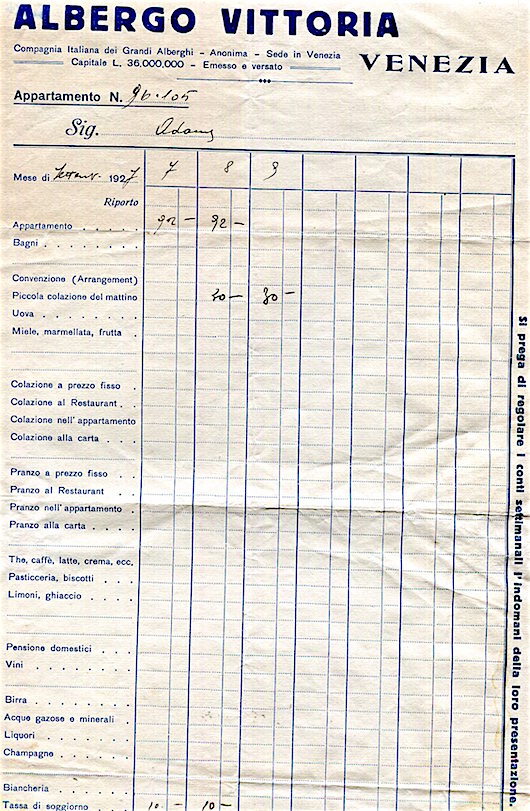 ALBERGO VITTORIA
Compagnia Italiana dei Grandi Alberghi - Anonima - Sede in Venezia
Capitale L. 36,000,000 - Emesso e versato
VENEZIA
Appartamento N. 96-105
Sig. Adams
Mese di 1927 7 8 9
Riporto
Appartamento . . . . . 92 - 92 -
Bagni . . . . . . . . .
Convenzione (Arrangement)
Piccola colazione del mattino 20 - 30 -
Uova . . . . . . . . .
Miele, marmellata, frutta .
Colazione a prezzo fisso .
Colazione al Restaurant . .
Colazione nell'appartamento
Colazione alla carta . . .
Pranzo a prezzo fisso . .
Pranzo al Restaurant . .
Pranzo nell'appartamento .
Pranzo alla carta . . . .
The, caffè, latte, crema, ecc,
Pasticceria, biscotti . . . .
Limoni, ghiaccio . . . .
Pensione domestici . . .
Vini . . . . . . . .
Birra . . . . . . . .
Acque gazose e minerali .
Liquori . . . . . . .
Champagne . . . . .
Biancheria . . . . . .
Tassa di soggiorno . . . 10 - 10 -
Si prega di regolare i conti settimanali l'indomani della loro presentazione.